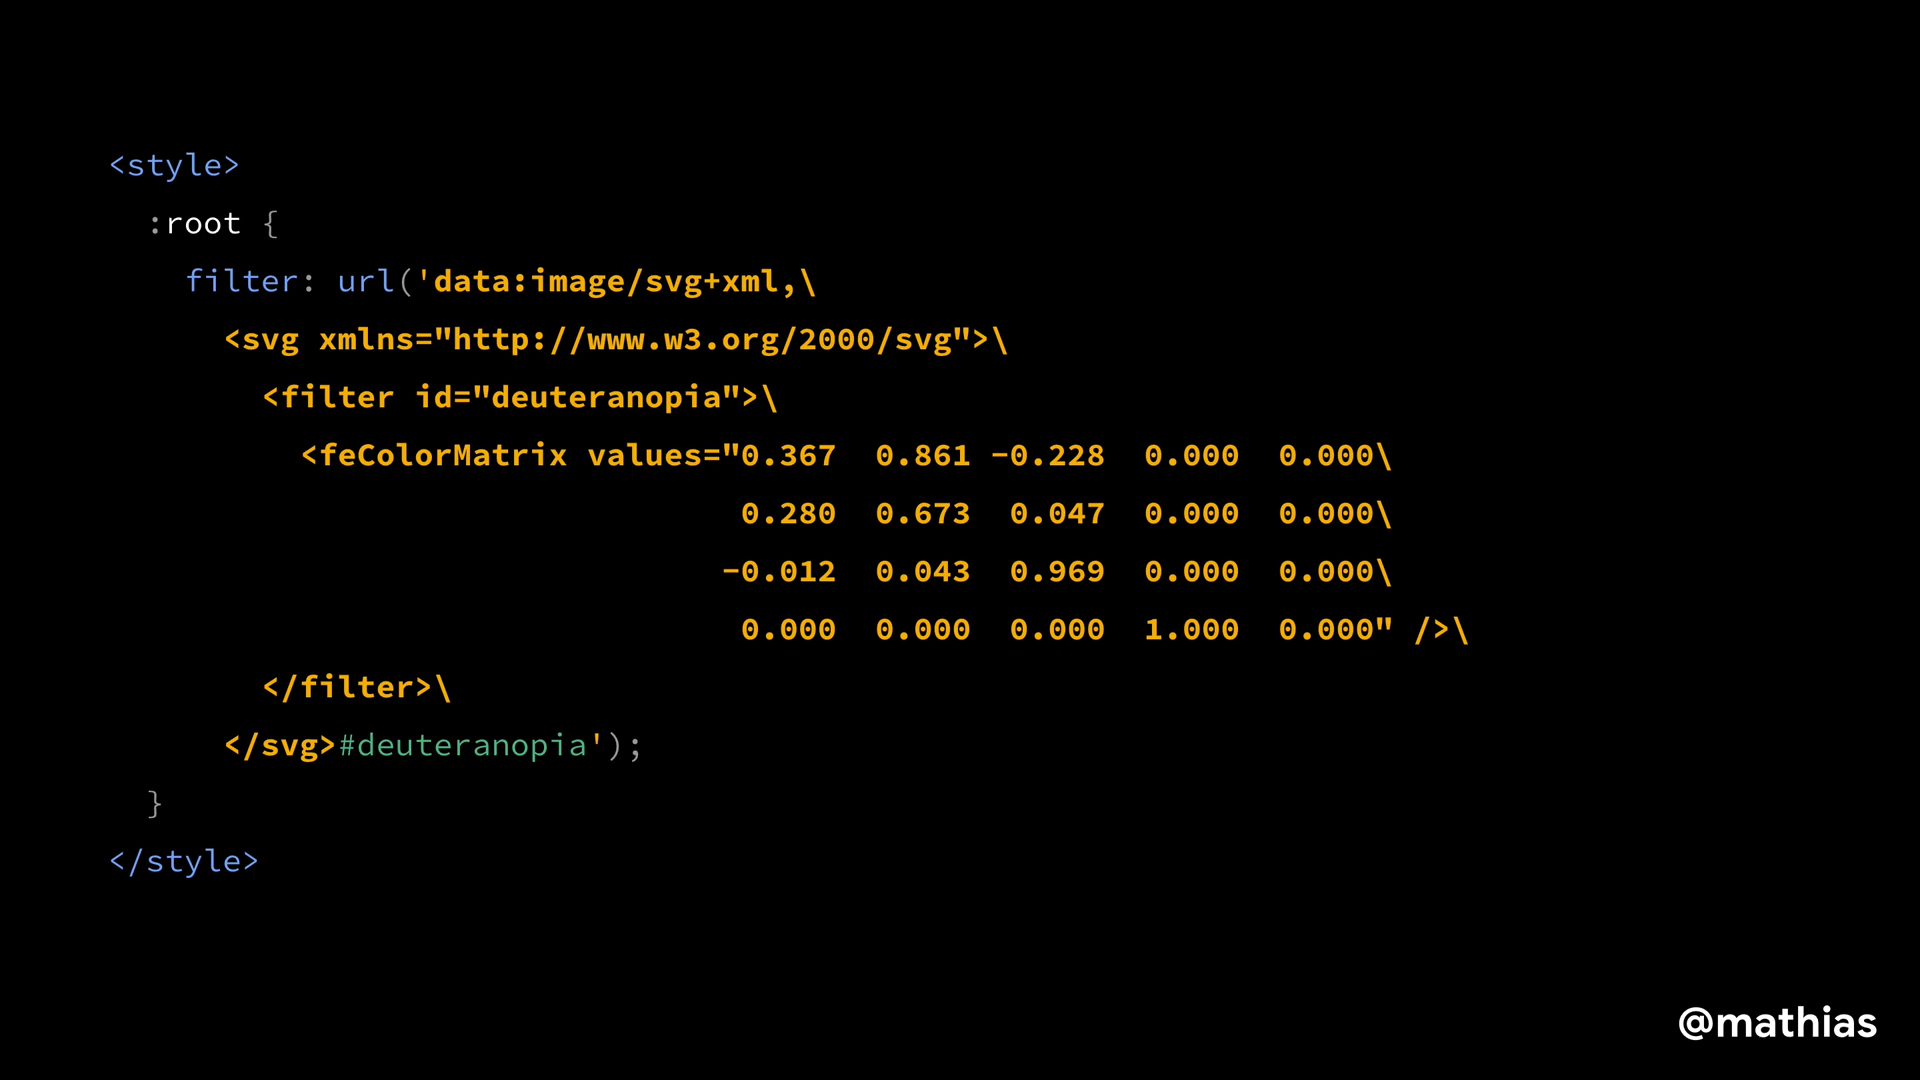 <style>
:root {
filter: url('data:image/svg+xml,\
<svg xmlns="http://www.w3.org/2000/svg">\
<filter id="deuteranopia">\
<feColorMatrix values="0.367  0.861 -0.228  0.000  0.000\
0.280  0.673  0.047  0.000  0.000\
-0.012  0.043  0.969  0.000  0.000\
0.000  0.000  0.000  1.000  0.000" />\
</filter>\
</svg>#deuteranopia');
}
</style>
@mathias